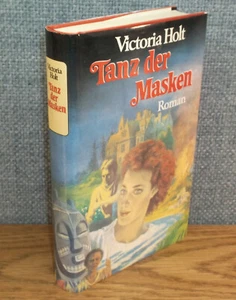 Victoria Holt
Tanz der
Masken
Roman
Victoria
Holt
Tanz
der
Masken